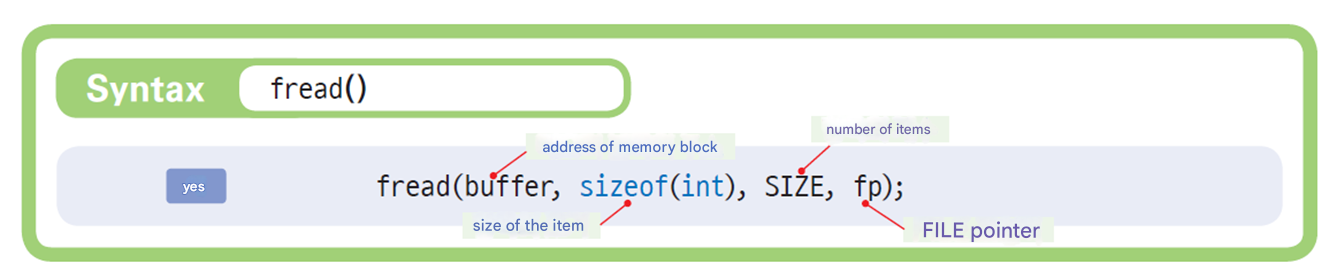 Syntax fread()
address of memory block
number of items
yes
fread(buffer, sizeof(int), SIZE, fp);
size of the item
FILE pointer